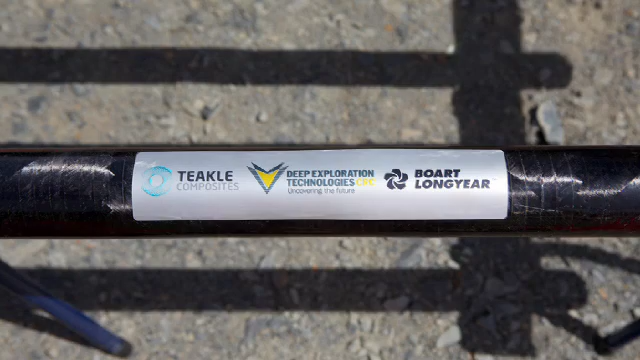 TEAKLE
COMPOSITES
DEEP EXPLORATION
TECHNOLOGIES CRC
Uncovering the future
BOART
LONGYEAR